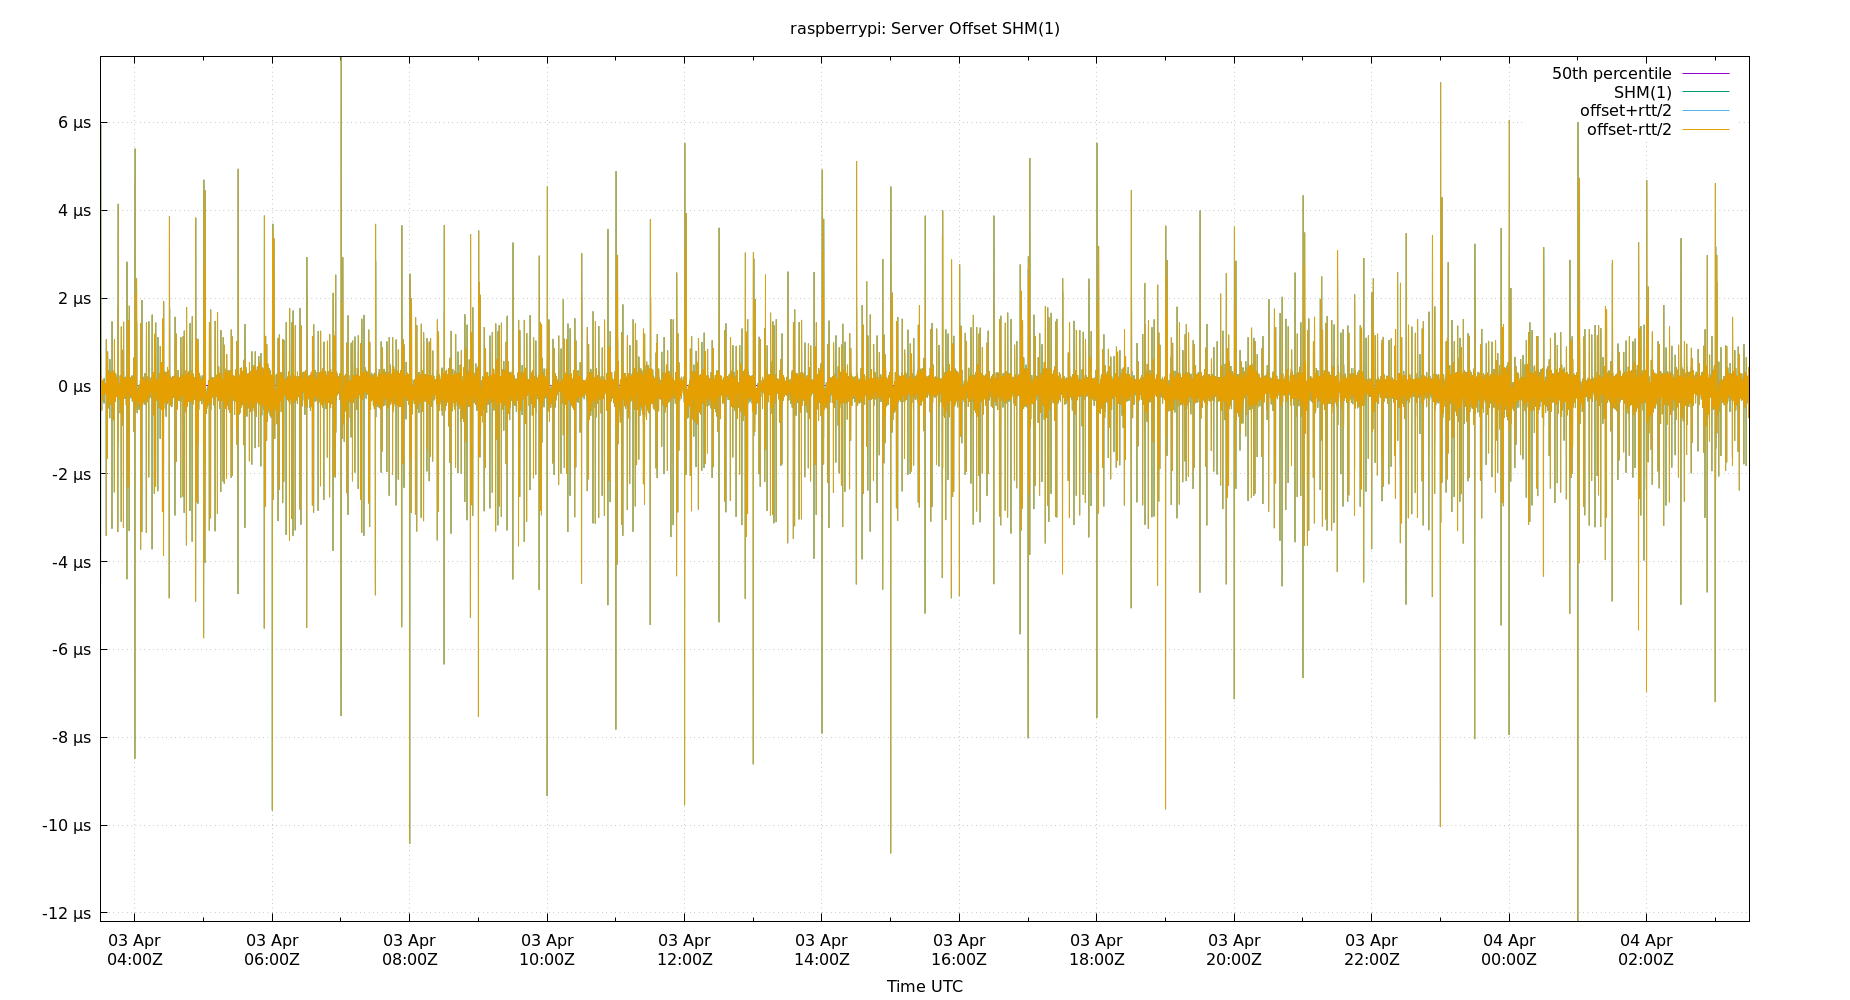 raspberrypi: Server Offset SHM(1)
50th percentile
SHM(1)
offset+rtt/2
offset-rtt/2
6 µs
4 µs
2 µs
0 µs
-2 µs
-4 µs
-6 µs
-8 µs
-10 µs
-12 µs
03 Apr 03 Apr 03 Apr 03 Apr 03 Apr 03 Apr 03 Apr 03 Apr 03 Apr 03 Apr 04 Apr 04 Apr
04:00Z 06:00Z 08:00Z 10:00Z 12:00Z 14:00Z 16:00Z 18:00Z 20:00Z 22:00Z 00:00Z 02:00Z
Time UTC